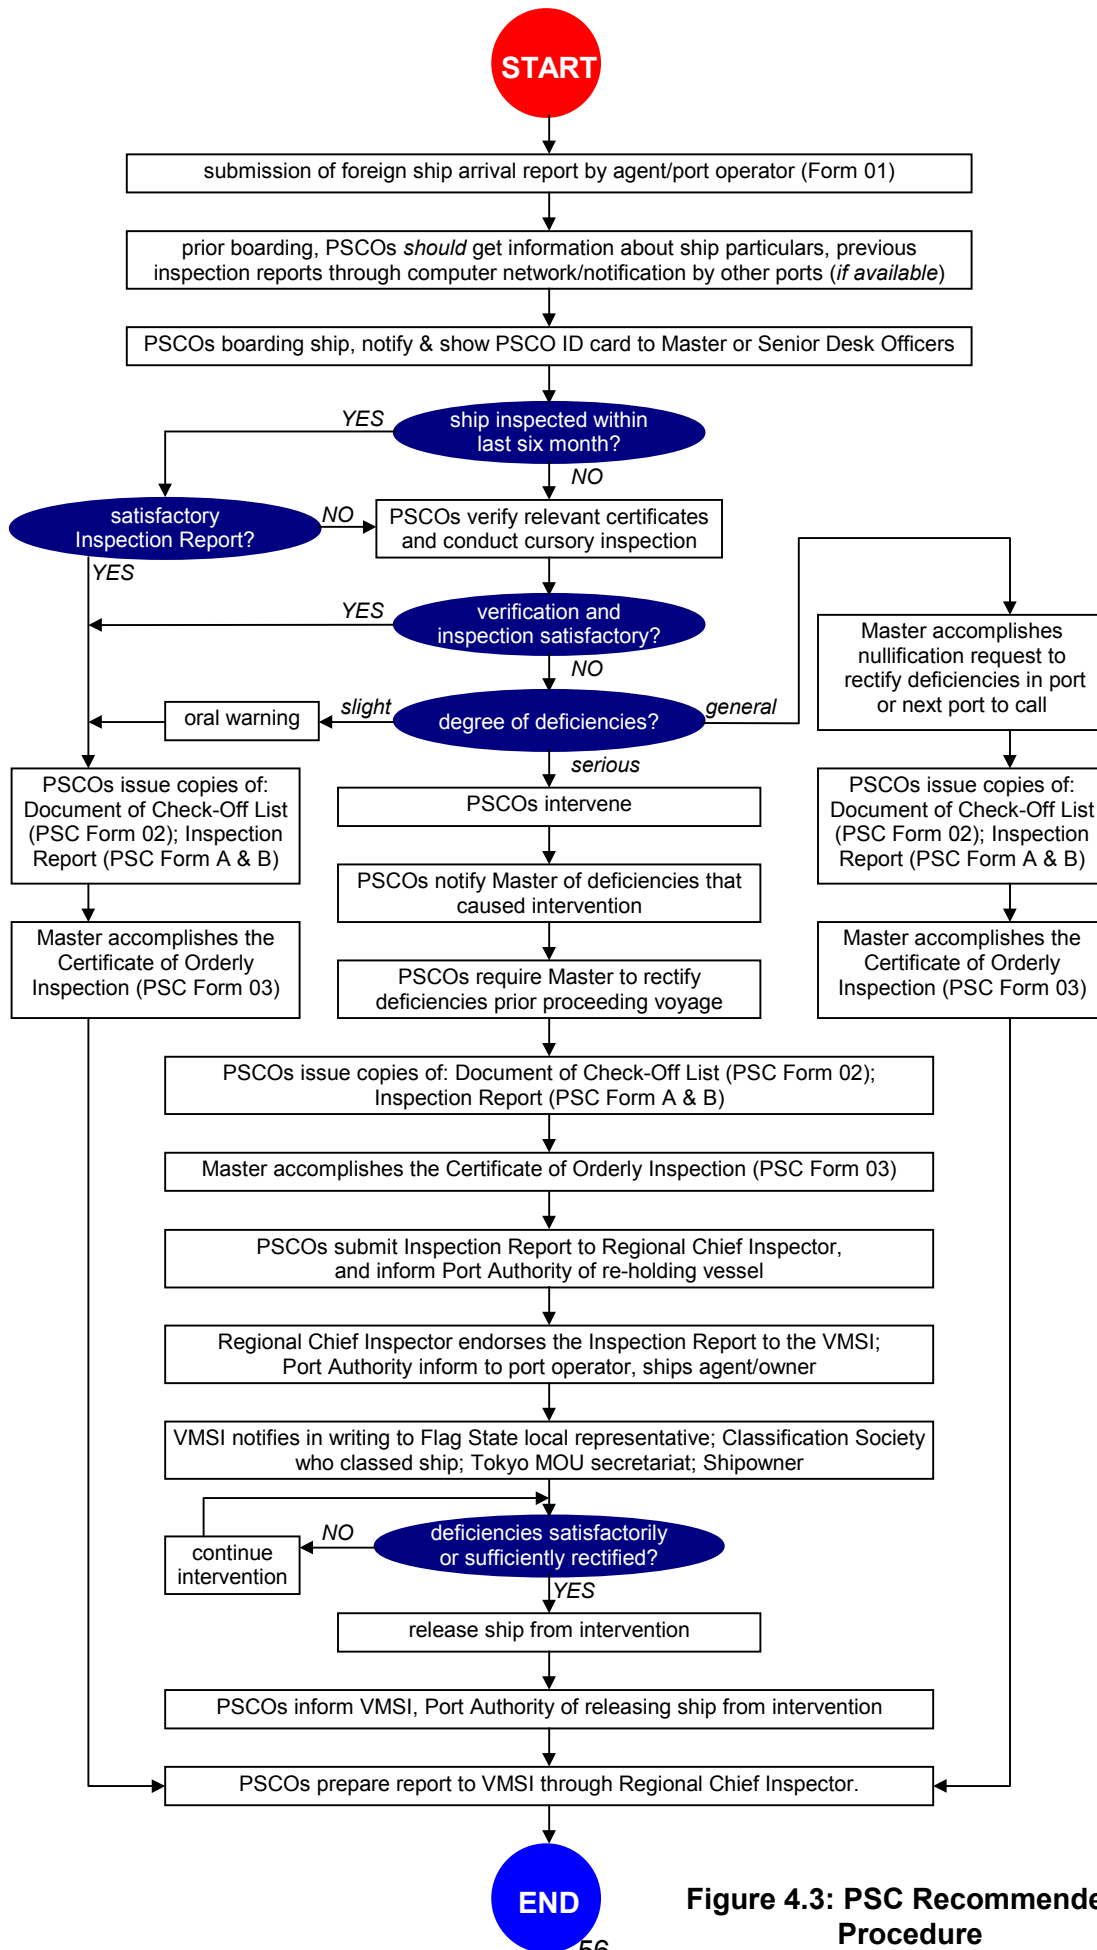 START
submission of foreign ship arrival report by agent/port operator (Form 01)
prior boarding, PSCOs should get information about ship particulars, previous
inspection reports through computer network/notification by other ports (if available)
PSCOs boarding ship, notify & show PSCO ID card to Master or Senior Desk Officers
YES
ship inspected within
last six month?
NO
satisfactory
Inspection Report?
NO
YES
PSCOs verify relevant certificates
and conduct cursory inspection
YES
verification and
inspection satisfactory?
NO
Master accomplishes
nullification request to
rectify deficiencies in port
or next port to call
oral warning
slight
degree of deficiencies?
general
serious
PSCOs issue copies of:
Document of Check-Off List
(PSC Form 02); Inspection
Report (PSC Form A & B)
PSCOs intervene
PSCOs issue copies of:
Document of Check-Off List
(PSC Form 02); Inspection
Report (PSC Form A & B)
PSCOs notify Master of deficiencies that
caused intervention
Master accomplishes the
Certificate of Orderly
Inspection (PSC Form 03)
PSCOs require Master to rectify
deficiencies prior proceeding voyage
Master accomplishes the
Certificate of Orderly
Inspection (PSC Form 03)
PSCOs issue copies of: Document of Check-Off List (PSC Form 02);
Inspection Report (PSC Form A & B)
Master accomplishes the Certificate of Orderly Inspection (PSC Form 03)
PSCOs submit Inspection Report to Regional Chief Inspector,
and inform Port Authority of re-holding vessel
Regional Chief Inspector endorses the Inspection Report to the VMSI;
Port Authority inform to port operator, ships agent/owner
VMSI notifies in writing to Flag State local representative; Classification Society
who classed ship; Tokyo MOU secretariat; Shipowner
continue
intervention
NO
deficiencies satisfactorily
or sufficiently rectified?
YES
release ship from intervention
PSCOs inform VMSI, Port Authority of releasing ship from intervention
PSCOs prepare report to VMSI through Regional Chief Inspector.
END
Figure 4.3: PSC Recommende
Procedure
56